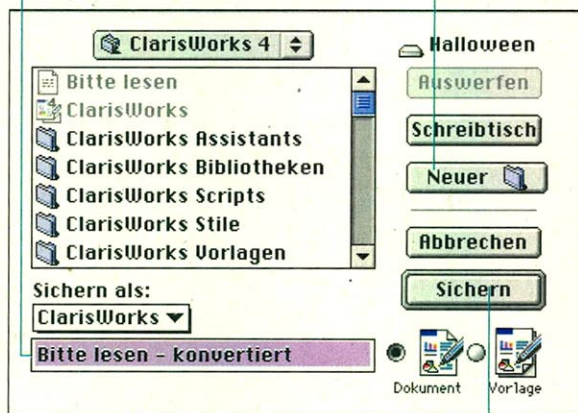 ClarisWorks 4
Halloween
Bitte lesen
ClarisWorks
ClarisWorks Assistants
ClarisWorks Bibliotheken
ClarisWorks Scripts
ClarisWorks Stile
ClarisWorks Vorlagen
Auswerfen
Schreibtisch
Neuer
Abbrechen
Sichern
Sichern als:
ClarisWorks
Bitte lesen - konvertiert
Dokument
Vorlage